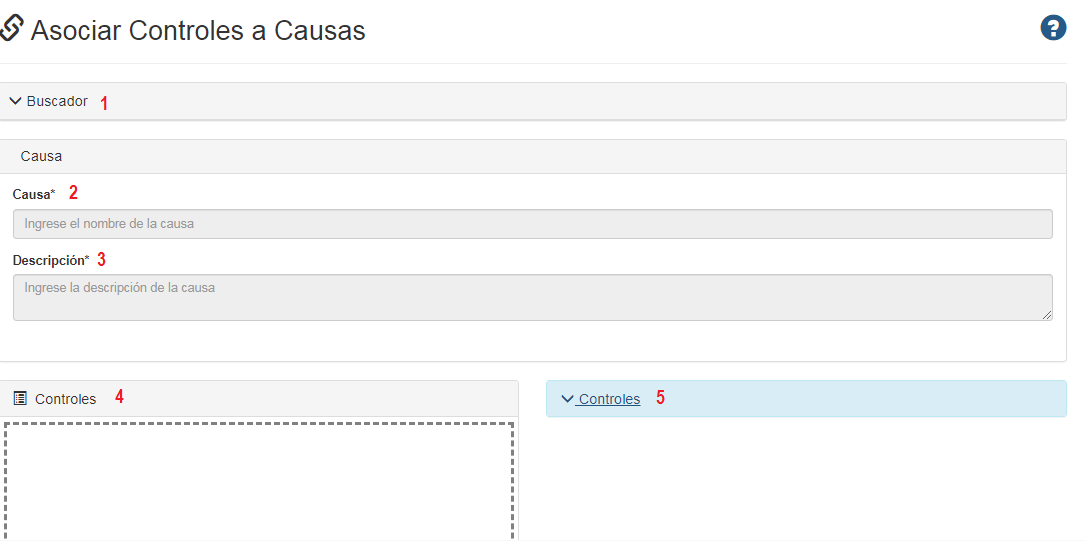 Asociar Controles a Causas ?
Buscador 1
Causa
Causa* 2
Ingrese el nombre de la causa
Descripción* 3
Ingrese la descripción de la causa
Controles 4
Controles 5